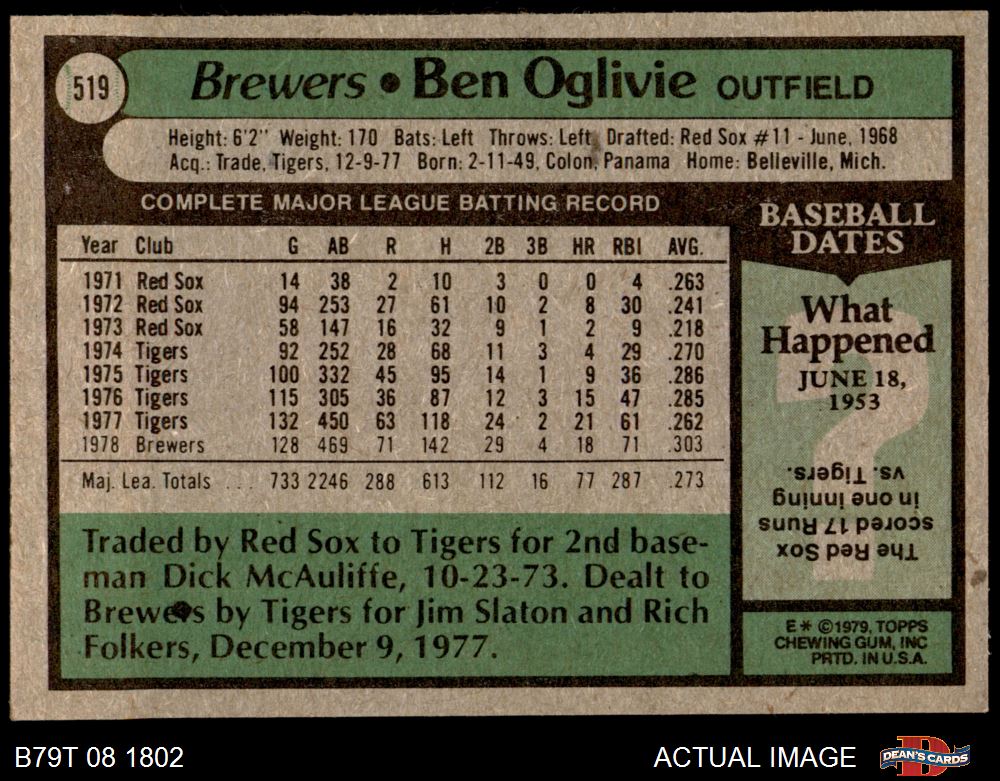 519
Brewers • Ben Oglivie OUTFIELD
Height: 6'2" Weight: 170 Bats: Left Throws: Left Drafted: Red Sox #11 - June, 1968
Acq.: Trade, Tigers, 12-9-77 Born: 2-11-49, Colon, Panama Home: Belleville, Mich.
COMPLETE MAJOR LEAGUE BATTING RECORD
Year Club G AB R H 2B 3B HR RBI AVG.
1971 Red Sox 14 38 2 10 3 0 0 4 .263
1972 Red Sox 94 253 27 61 10 2 8 30 .241
1973 Red Sox 58 147 16 32 9 1 2 9 .218
1974 Tigers 92 252 28 68 11 3 4 29 .270
1975 Tigers 100 332 45 95 14 1 9 36 .286
1976 Tigers 115 305 36 87 12 3 15 47 .285
1977 Tigers 132 450 63 118 24 2 21 61 .262
1978 Brewers 128 469 71 142 29 4 18 71 .303
Maj. Lea. Totals ... 733 2246 288 613 112 16 77 287 .273
Traded by Red Sox to Tigers for 2nd base-
man Dick McAuliffe, 10-23-73. Dealt to
Brewers by Tigers for Jim Slaton and Rich
Folkers, December 9, 1977.
BASEBALL
DATES
What
Happened
JUNE 18,
1953
?
The Red Sox
scored 17 Runs
in one inning
vs. Tigers.
E* ©1979, TOPPS
CHEWING GUM, INC
PRTD. IN U.S.A.
B79T 08 1802
ACTUAL IMAGE
D
DEAN'S CARDS